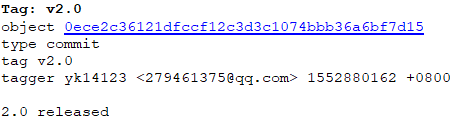 Tag: v2.0
object 0ece2c36121dfccf12c3d3c1074bbb36a6bf7d15
type commit
tag v2.0
tagger yk14123 <279461375@qq.com> 1552880162 +0800
2.0 released